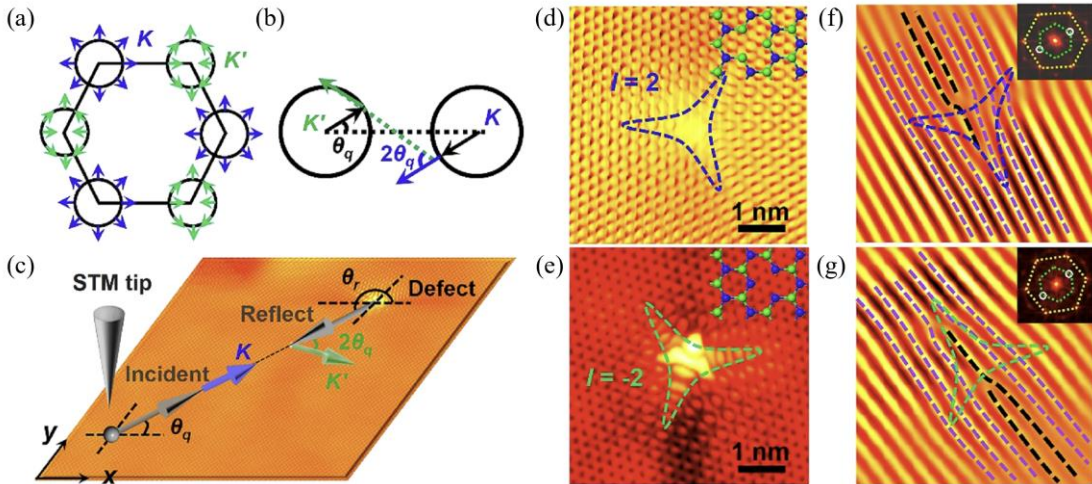 (a)
K
K'
(b)
K'
θq
2θq
K
(c)
STM tip
θr
Defect
Reflect
K
2θq
K'
Incident
θq
y
x
(d)
l = 2
1 nm
(e)
l = -2
1 nm
(f)
(g)